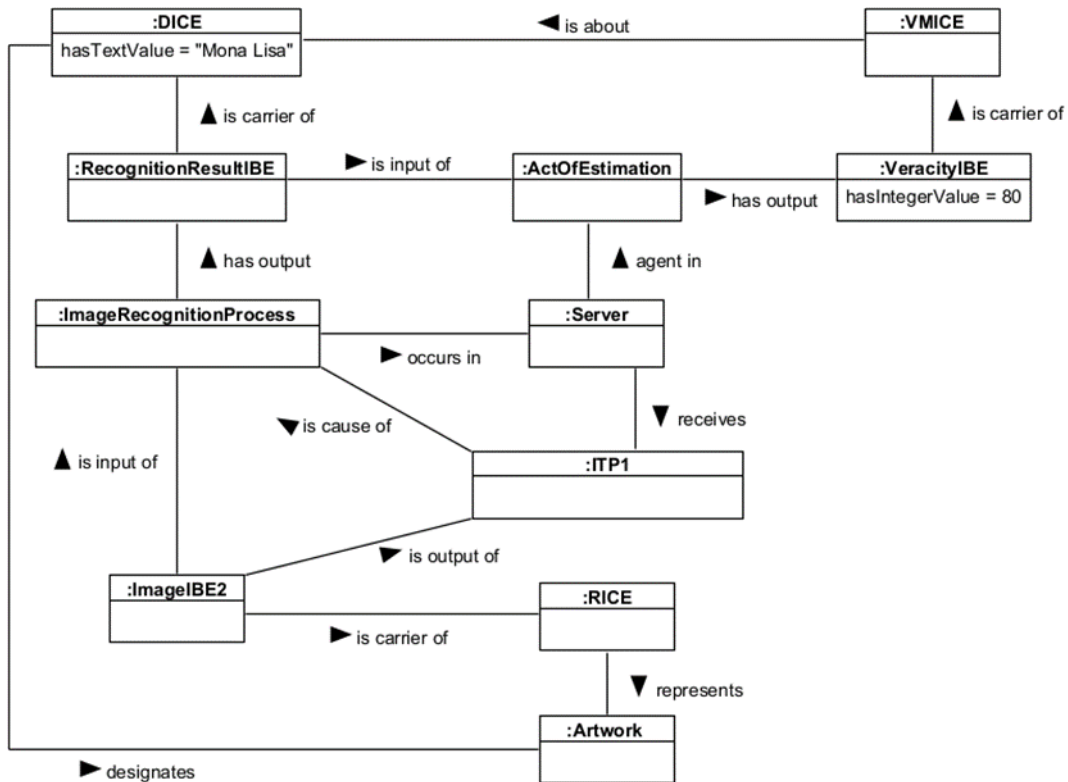 :DICE
hasTextValue = "Mona Lisa"
is about
:VMICE
is carrier of
is carrier of
:RecognitionResultIBE
is input of
:ActOfEstimation
has output
:VeracityIBE
hasIntegerValue = 80
has output
agent in
:ImageRecognitionProcess
occurs in
:Server
is cause of
receives
is input of
:ITP1
is output of
:ImageIBE2
is carrier of
:RICE
represents
:Artwork
designates